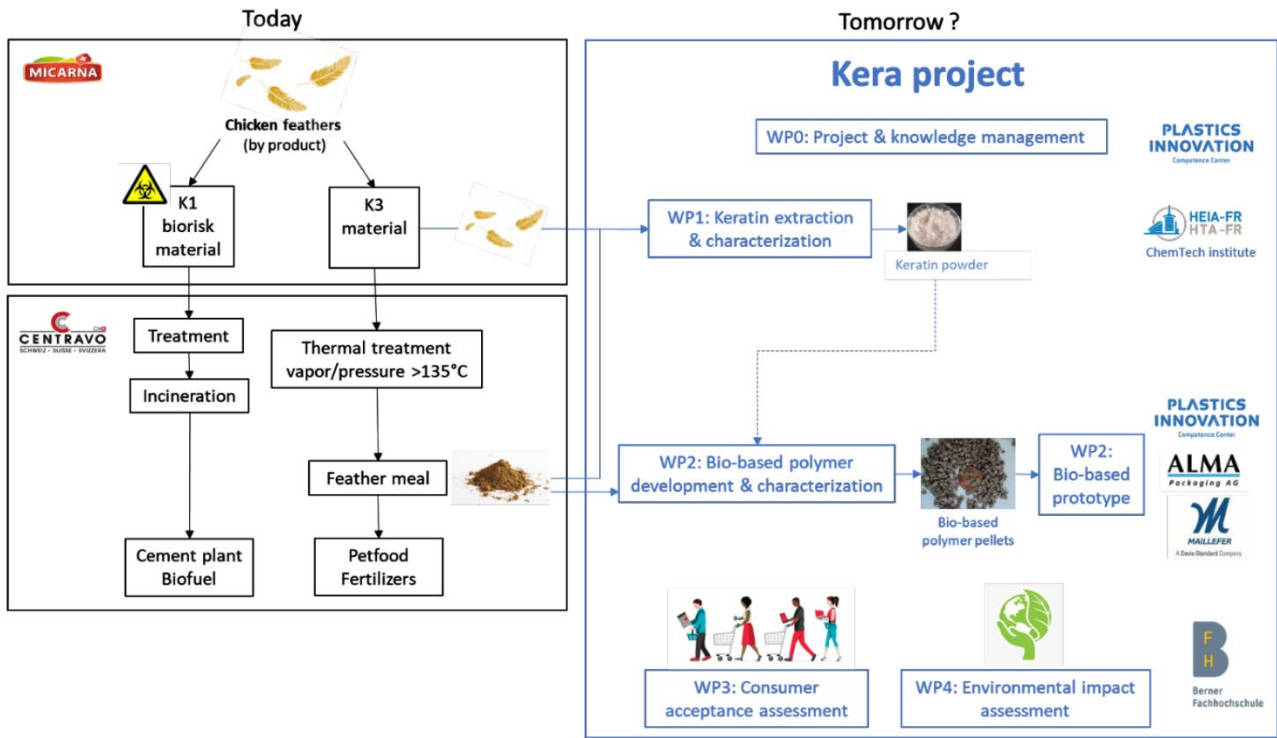 Today
Tomorrow ?
MICARNA
Chicken feathers
(by product)
K1
biorisk
material
K3
material
CENTRAVO
SCHWEIZ • SUISSE • SVIZZERA
Treatment
Incineration
Cement plant
Biofuel
Thermal treatment
vapor/pressure >135°C
Feather meal
Petfood
Fertilizers
Kera project
WP0: Project & knowledge management
PLASTICS
INNOVATION
Competence Center
WP1: Keratin extraction
& characterization
Keratin powder
HEIA-FR
HTA-FR
ChemTech institute
WP2: Bio-based polymer
development & characterization
Bio-based
polymer pellets
WP2:
Bio-based
prototype
PLASTICS
INNOVATION
Competence Center
ALMA
Packaging AG
MAILLEFER
A Davis-Standard Company
WP3: Consumer
acceptance assessment
WP4: Environmental impact
assessment
B
F
H
Berner
Fachhochschule